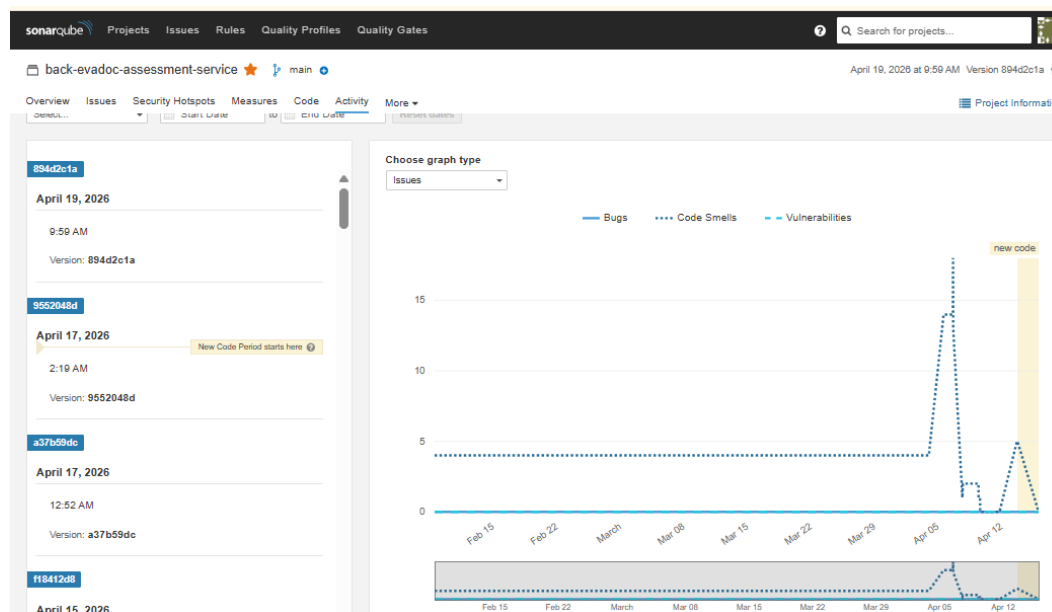 sonarqube Projects Issues Rules Quality Profiles Quality Gates Search for projects...
back-evadoc-assessment-service main April 19, 2026 at 9:59 AM Version 894d2c1a
Overview Issues Security Hotspots Measures Code Activity More Project Informati
Select... Start Date to End Date Reset dates
894d2c1a
April 19, 2026
9:59 AM
Version: 894d2c1a
9552048d
April 17, 2026
New Code Period starts here
2:19 AM
Version: 9552048d
a37b59dc
April 17, 2026
12:52 AM
Version: a37b59dc
f18412d8
April 15, 2026
Choose graph type
Issues
Bugs Code Smells Vulnerabilities
new code
15
10
5
0
Feb 15 Feb 22 March Mar 08 Mar 15 Mar 22 Mar 29 Apr 05 Apr 12
Feb 15 Feb 22 March Mar 08 Mar 15 Mar 22 Mar 29 Apr 05 Apr 12